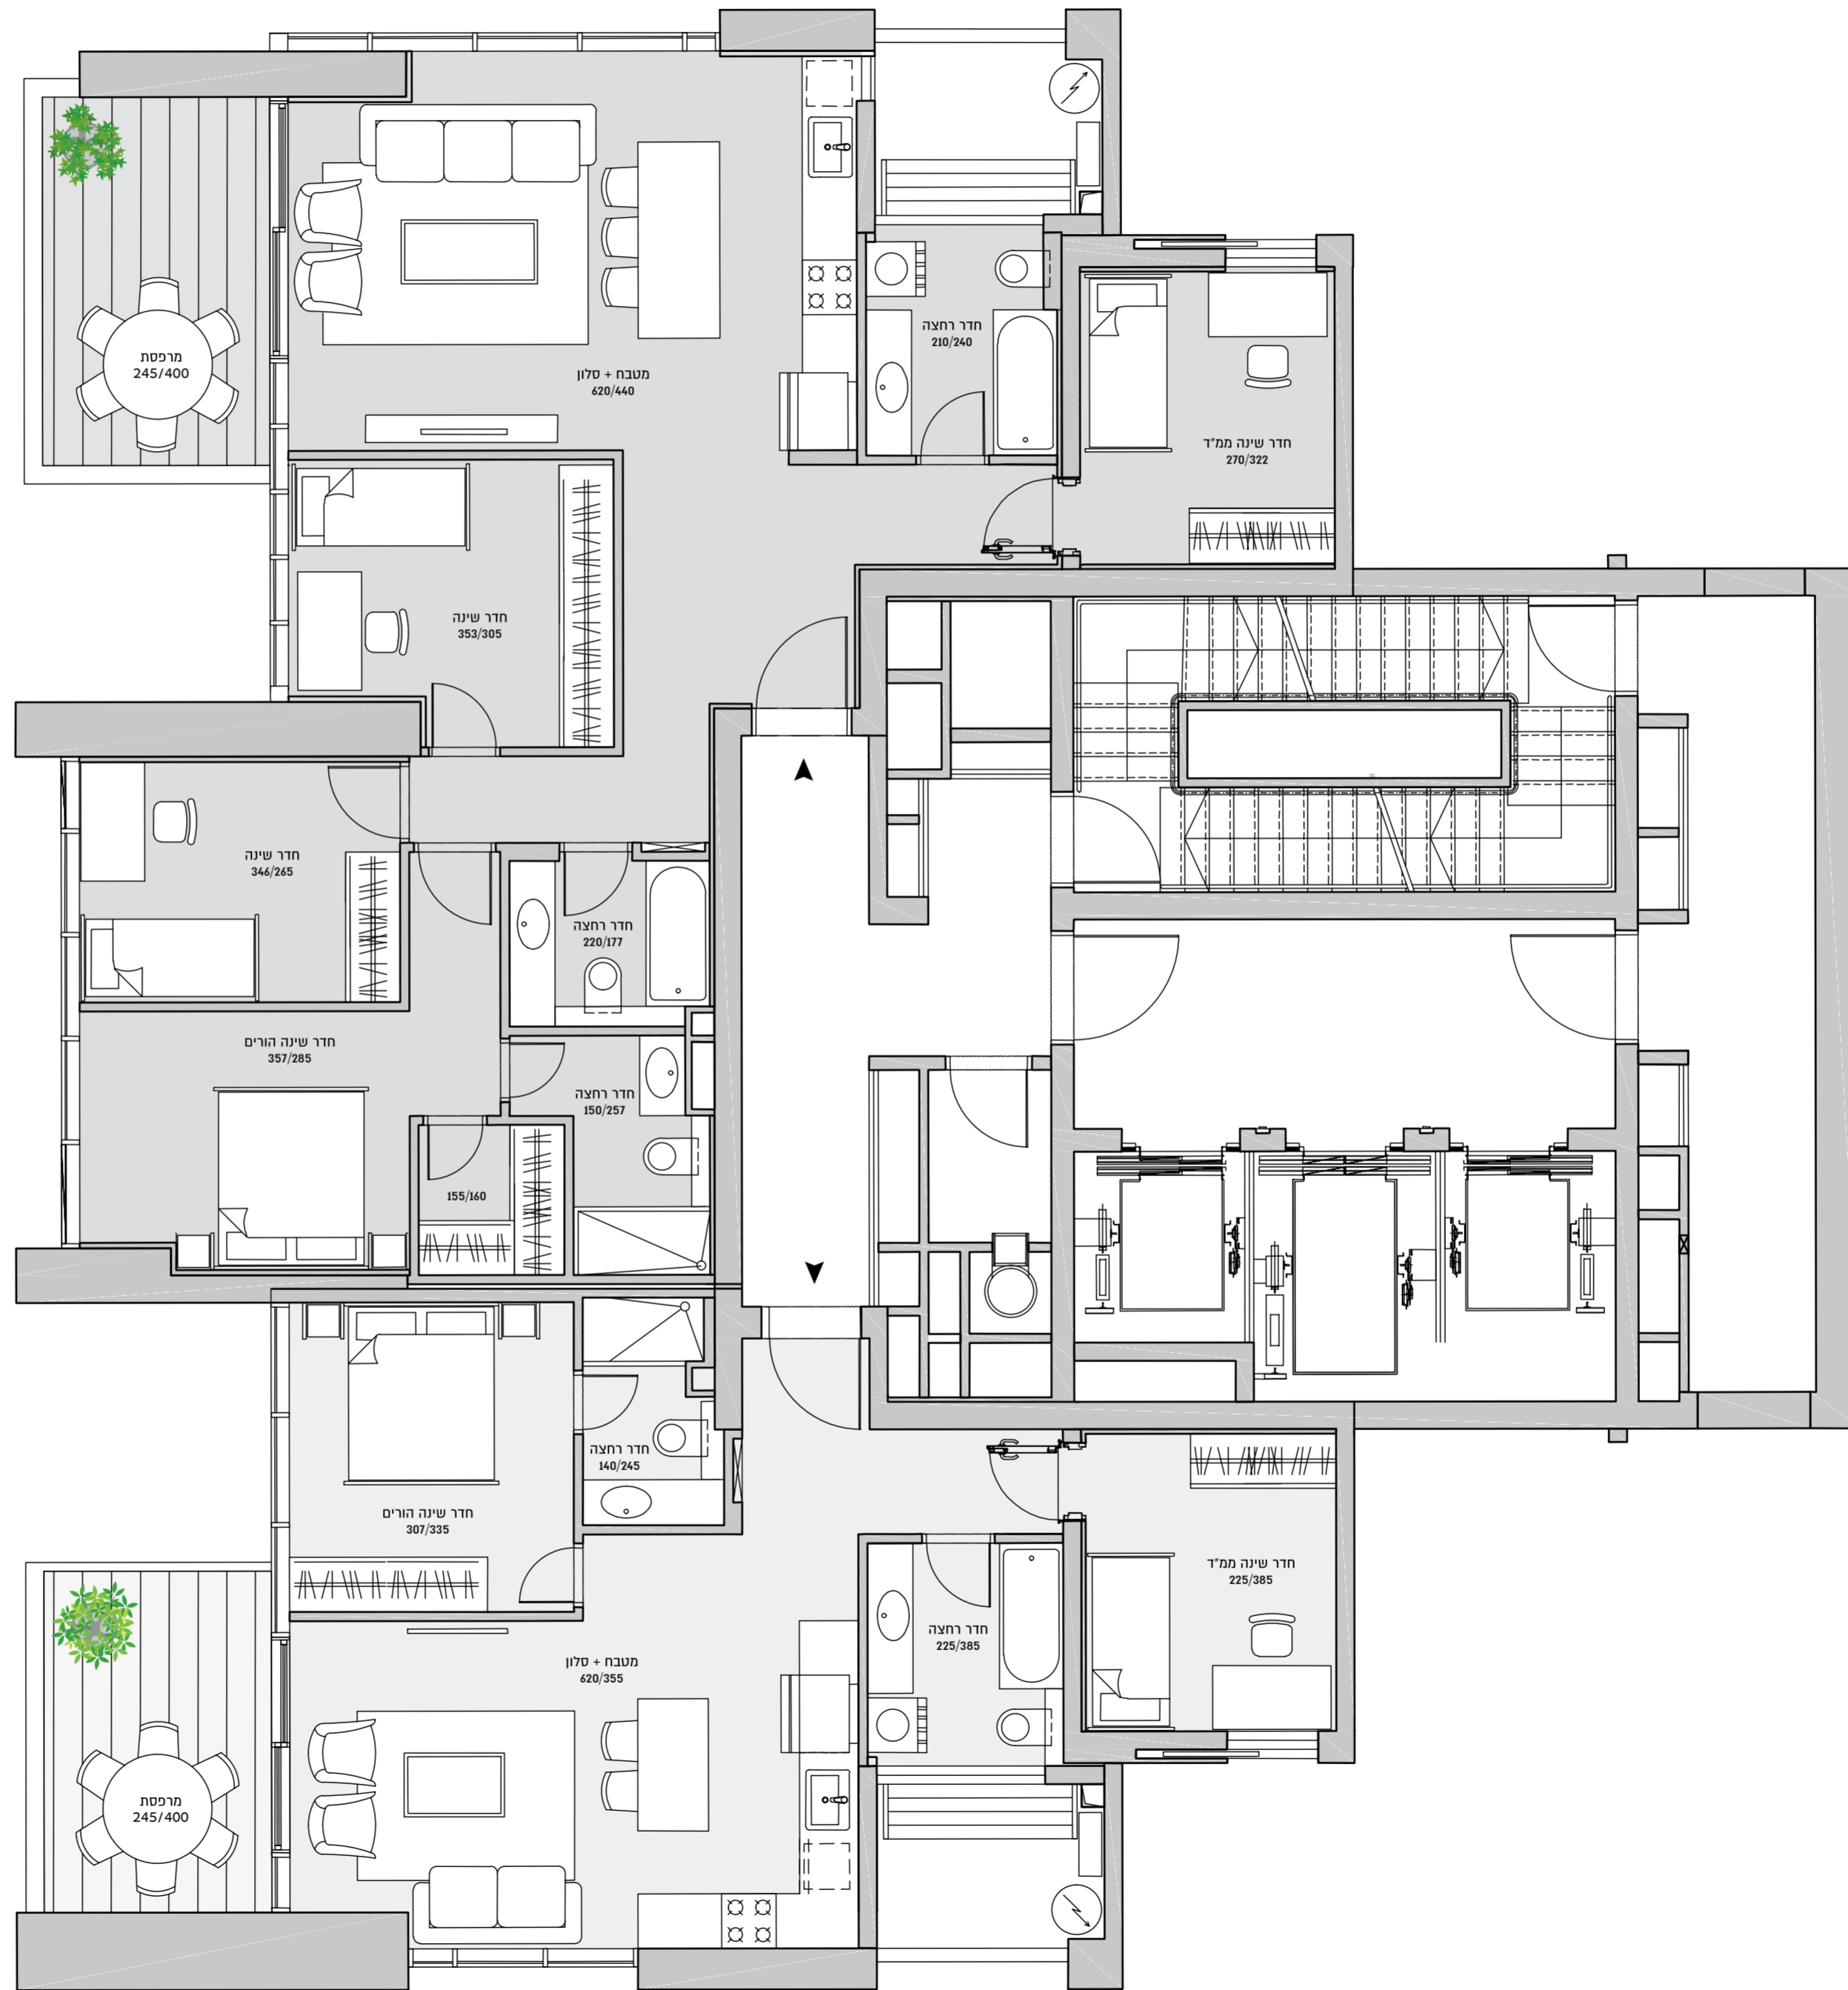 מרפסת
245/400
מטבח + סלון
620/440
חדר רחצה
210/240
חדר שינה ממ"ד
270/322
חדר שינה
353/305
חדר שינה
346/265
חדר רחצה
220/177
חדר שינה הורים
357/285
חדר רחצה
150/257
155/160
חדר רחצה
140/245
חדר שינה הורים
307/335
חדר שינה ממ"ד
225/385
חדר רחצה
225/385
מטבח + סלון
620/355
מרפסת
245/400